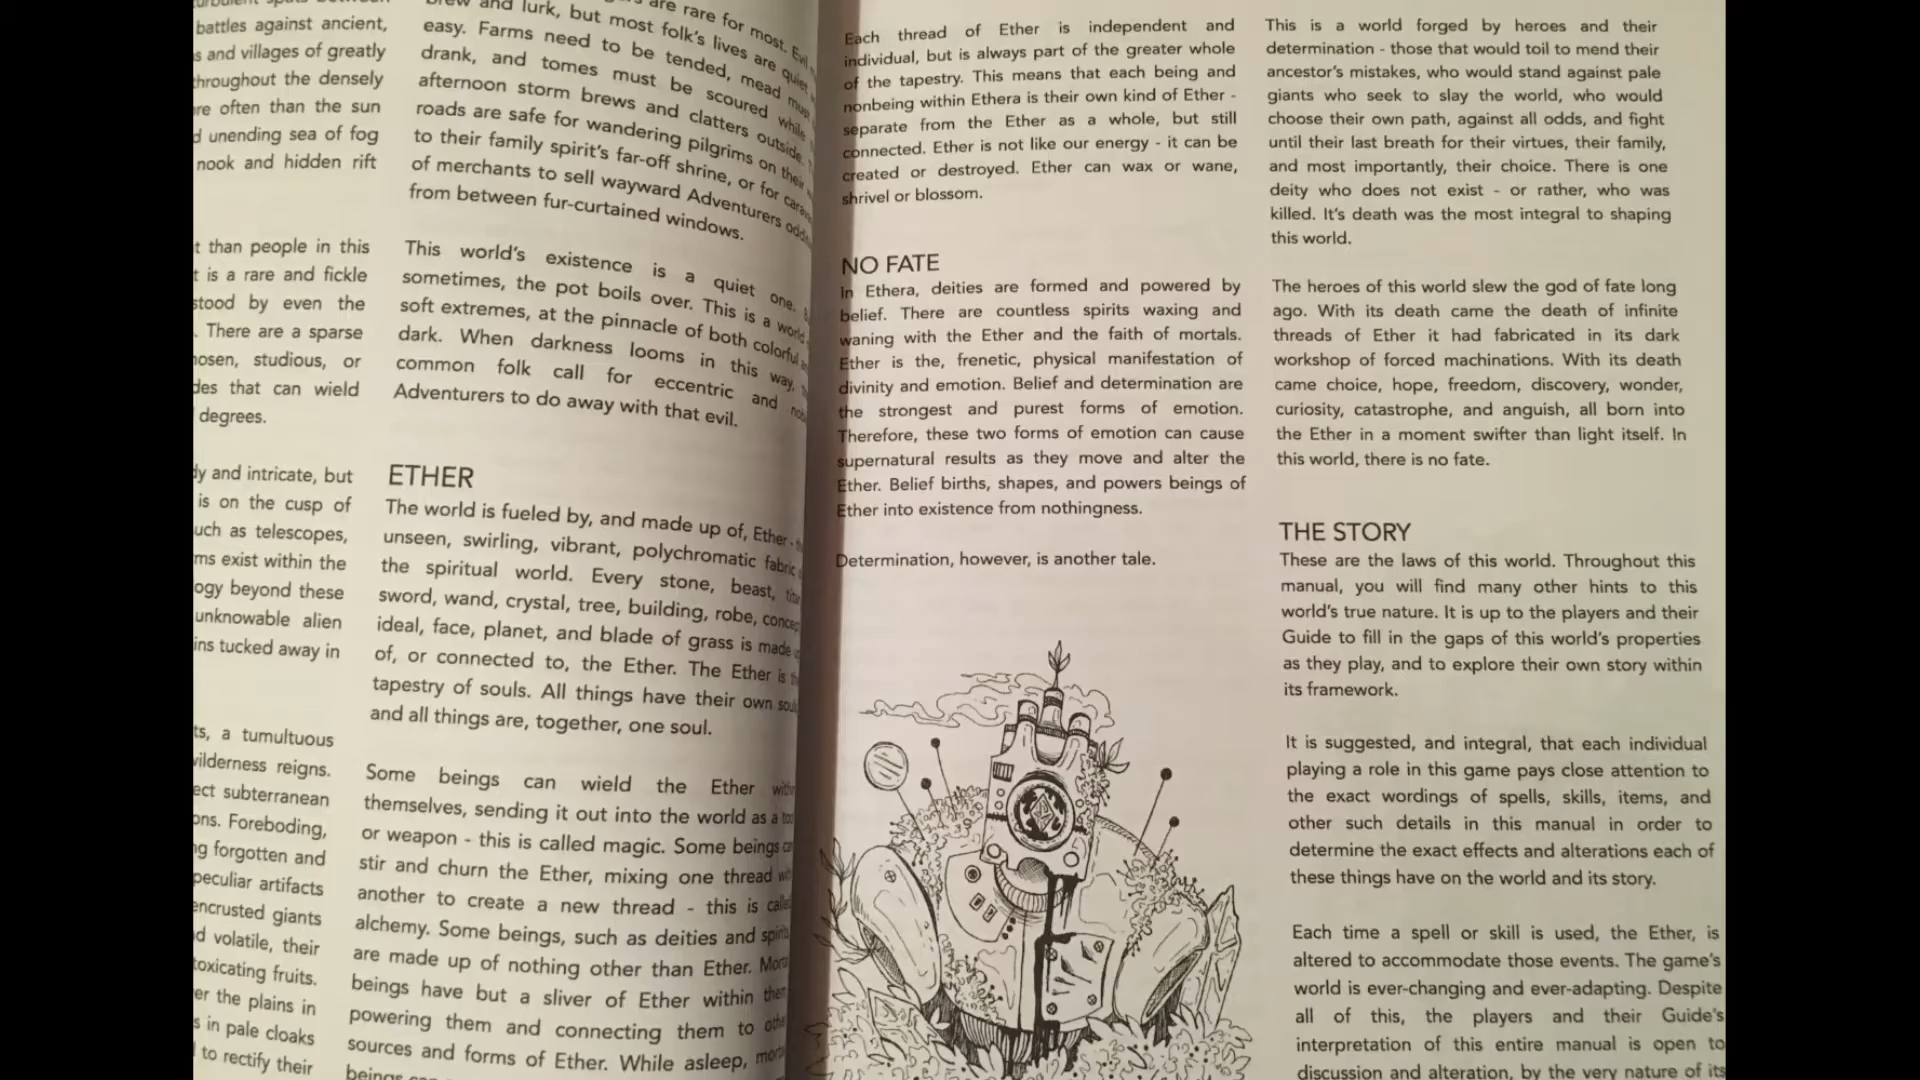 battles against ancient,
s and villages of greatly
throughout the densely
re often than the sun
d unending sea of fog
nook and hidden rift
t than people in this
t is a rare and fickle
stood by even the
. There are a sparse
hosen, studious, or
des that can wield
degrees.
ly and intricate, but
is on the cusp of
uch as telescopes,
ms exist within the
ogy beyond these
unknowable alien
ins tucked away in
ts, a tumultuous
vilderness reigns.
ect subterranean
ons. Foreboding,
ng forgotten and
peculiar artifacts
encrusted giants
d volatile, their
toxicating fruits.
er the plains in
s in pale cloaks
to rectify their
are rare for most. Evil
brew and lurk, but most folk's lives are quiet
easy. Farms need to be tended, mead must
drank, and tomes must be scoured while
afternoon storm brews and clatters outside.
roads are safe for wandering pilgrims on their
to their family spirit's far-off shrine, or for
of merchants to sell wayward Adventurers
from between fur-curtained windows.
This world's existence is a quiet one.
sometimes, the pot boils over. This is a world
soft extremes, at the pinnacle of both colorful
dark. When darkness looms in this way,
common folk call for eccentric and
Adventurers to do away with that evil.
ETHER
The world is fueled by, and made up of, Ether -
unseen, swirling, vibrant, polychromatic fabric
the spiritual world. Every stone, beast,
sword, wand, crystal, tree, building, robe,
ideal, face, planet, and blade of grass is made
of, or connected to, the Ether. The Ether is
tapestry of souls. All things have their own
and all things are, together, one soul.
Some beings can wield the Ether
themselves, sending it out into the world as a
or weapon - this is called magic. Some beings
stir and churn the Ether, mixing one thread
another to create a new thread - this is
alchemy. Some beings, such as deities and
are made up of nothing other than Ether.
beings have but a sliver of Ether within
powering them and connecting them to
sources and forms of Ether. While asleep,
beings
Each thread of Ether is independent and
individual, but is always part of the greater whole
of the tapestry. This means that each being and
nonbeing within Ethera is their own kind of Ether -
separate from the Ether as a whole, but still
connected. Ether is not like our energy - it can be
created or destroyed. Ether can wax or wane,
shrivel or blossom.
NO FATE
In Ethera, deities are formed and powered by
belief. There are countless spirits waxing and
waning with the Ether and the faith of mortals.
Ether is the, frenetic, physical manifestation of
divinity and emotion. Belief and determination are
the strongest and purest forms of emotion.
Therefore, these two forms of emotion can cause
supernatural results as they move and alter the
Ether. Belief births, shapes, and powers beings of
Ether into existence from nothingness.
Determination, however, is another tale.
This is a world forged by heroes and their
determination - those that would toil to mend their
ancestor's mistakes, who would stand against pale
giants who seek to slay the world, who would
choose their own path, against all odds, and fight
until their last breath for their virtues, their family,
and most importantly, their choice. There is one
deity who does not exist - or rather, who was
killed. It's death was the most integral to shaping
this world.
The heroes of this world slew the god of fate long
ago. With its death came the death of infinite
threads of Ether it had fabricated in its dark
workshop of forced machinations. With its death
came choice, hope, freedom, discovery, wonder,
curiosity, catastrophe, and anguish, all born into
the Ether in a moment swifter than light itself. In
this world, there is no fate.
THE STORY
These are the laws of this world. Throughout this
manual, you will find many other hints to this
world's true nature. It is up to the players and their
Guide to fill in the gaps of this world's properties
as they play, and to explore their own story within
its framework.
It is suggested, and integral, that each individual
playing a role in this game pays close attention to
the exact wordings of spells, skills, items, and
other such details in this manual in order to
determine the exact effects and alterations each of
these things have on the world and its story.
Each time a spell or skill is used, the Ether, is
altered to accommodate those events. The game's
world is ever-changing and ever-adapting. Despite
all of this, the players and their Guide's
interpretation of this entire manual is open to
discussion and alteration, by the very nature of its